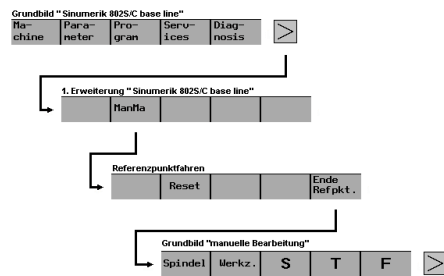 Grundbild "Sinumerik 802S/C base line"
Ma- Para- Pro- Serv- Diag-
chine meter gram ices nosis >
1. Erweiterung "Sinumerik 802S/C base line"
ManMa
Referenzpunktfahren
Reset Ende
Refpkt.
Grundbild "manuelle Bearbeitung"
Spindel Werkz. S T F >